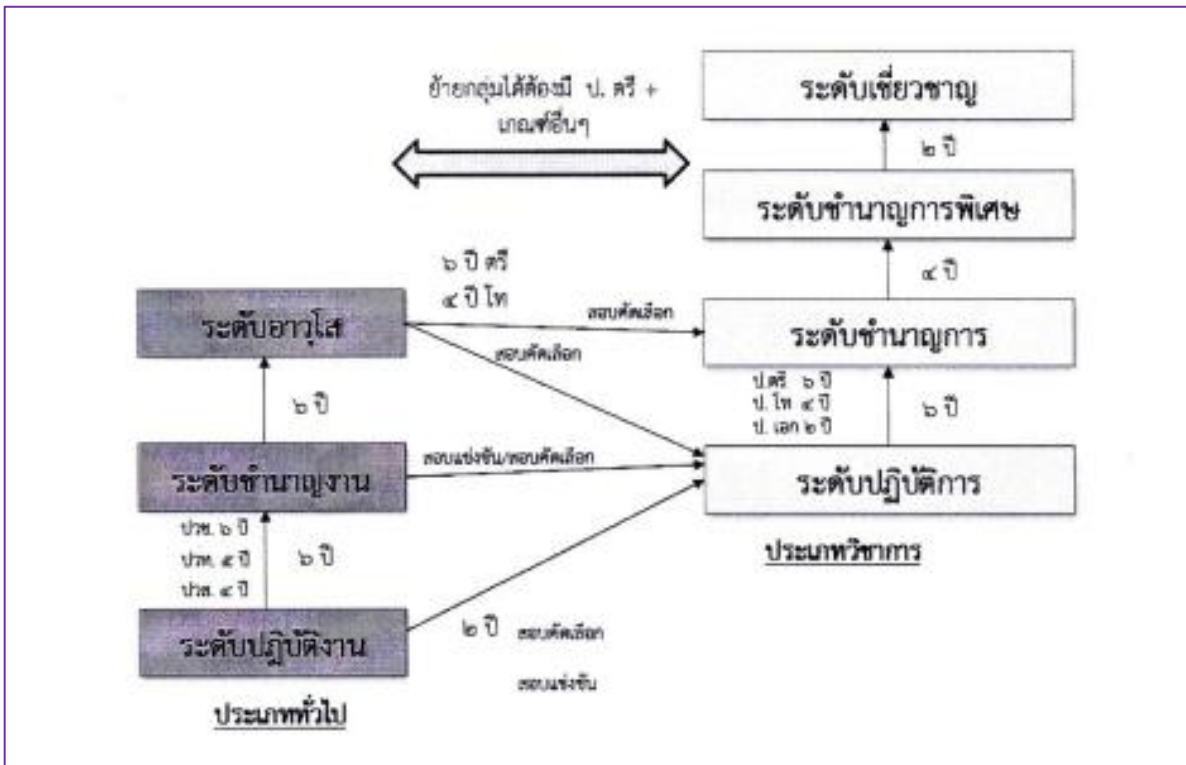 ย้ายกลุ่มได้ต้องมี ป. ตรี +
เกณฑ์อื่นๆ
ระดับเชี่ยวชาญ
๒ ปี
ระดับชำนาญการพิเศษ
๔ ปี
๖ ปี ตรี
๔ ปี โท
สอบคัดเลือก
ระดับอาวุโส
สอบคัดเลือก
ระดับชำนาญการ
ป.ตรี ๖ ปี
ป. โท ๔ ปี
ป. เอก ๒ ปี
๖ ปี
๖ ปี
สอบแข่งขัน/สอบคัดเลือก
ระดับชำนาญงาน
ระดับปฏิบัติการ
ประเภทวิชาการ
ปวช. ๖ ปี
ปวท. ๕ ปี
ปวส. ๔ ปี
๖ ปี
ระดับปฏิบัติงาน
๒ ปี สอบคัดเลือก
สอบแข่งขัน
ประเภททั่วไป